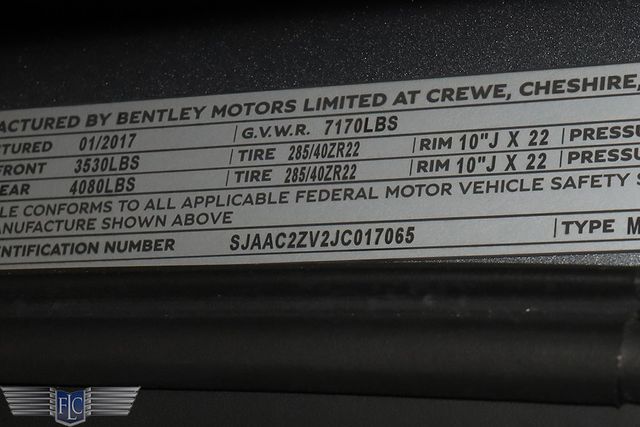 ACTURED BY BENTLEY MOTORS LIMITED AT CREWE, CHESHIRE,
TURED 01/2017 G.V.W.R. 7170LBS
FRONT 3530LBS TIRE 285/40ZR22 RIM 10"J X 22 PRESSU
EAR 4080LBS TIRE 285/40ZR22 RIM 10"J X 22 PRESSU
LE CONFORMS TO ALL APPLICABLE FEDERAL MOTOR VEHICLE SAFETY S
ANUFACTURE SHOWN ABOVE
ENTIFICATION NUMBER SJAAC2ZV2JC017065 TYPE M
FLC